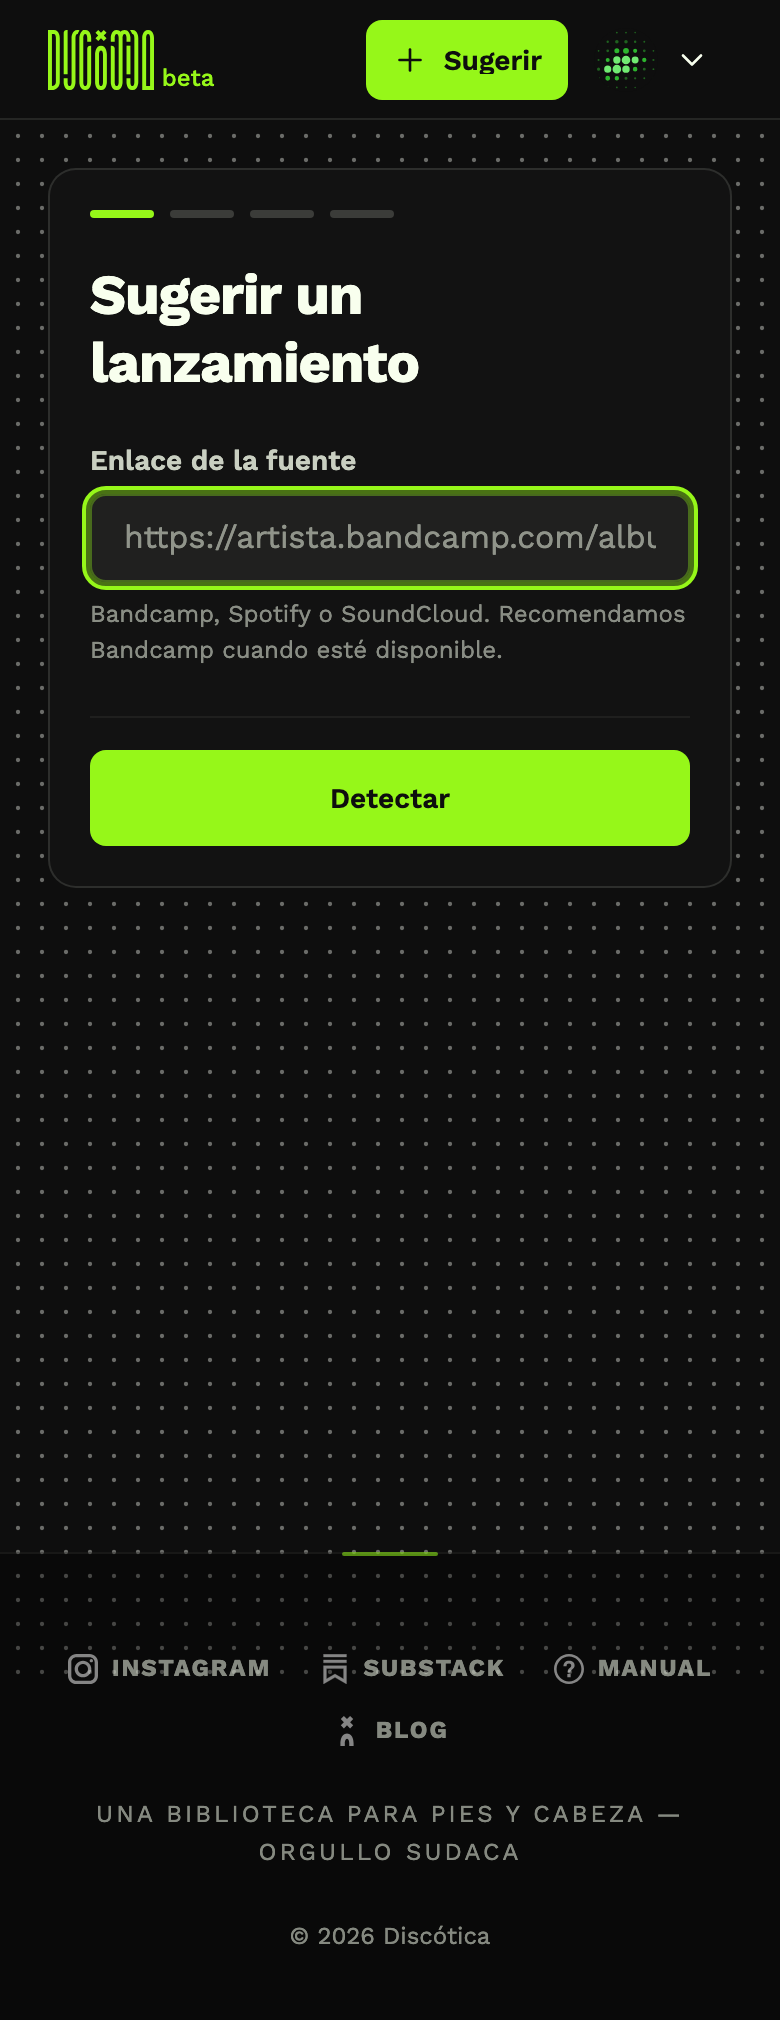 DISCÓTICA beta
Sugerir
Sugerir un
lanzamiento
Enlace de la fuente
https://artista.bandcamp.com/albu
Bandcamp, Spotify o SoundCloud. Recomendamos
Bandcamp cuando esté disponible.
Detectar
INSTAGRAM SUBSTACK MANUAL
BLOG
UNA BIBLIOTECA PARA PIES Y CABEZA —
ORGULLO SUDACA
© 2026 Discótica